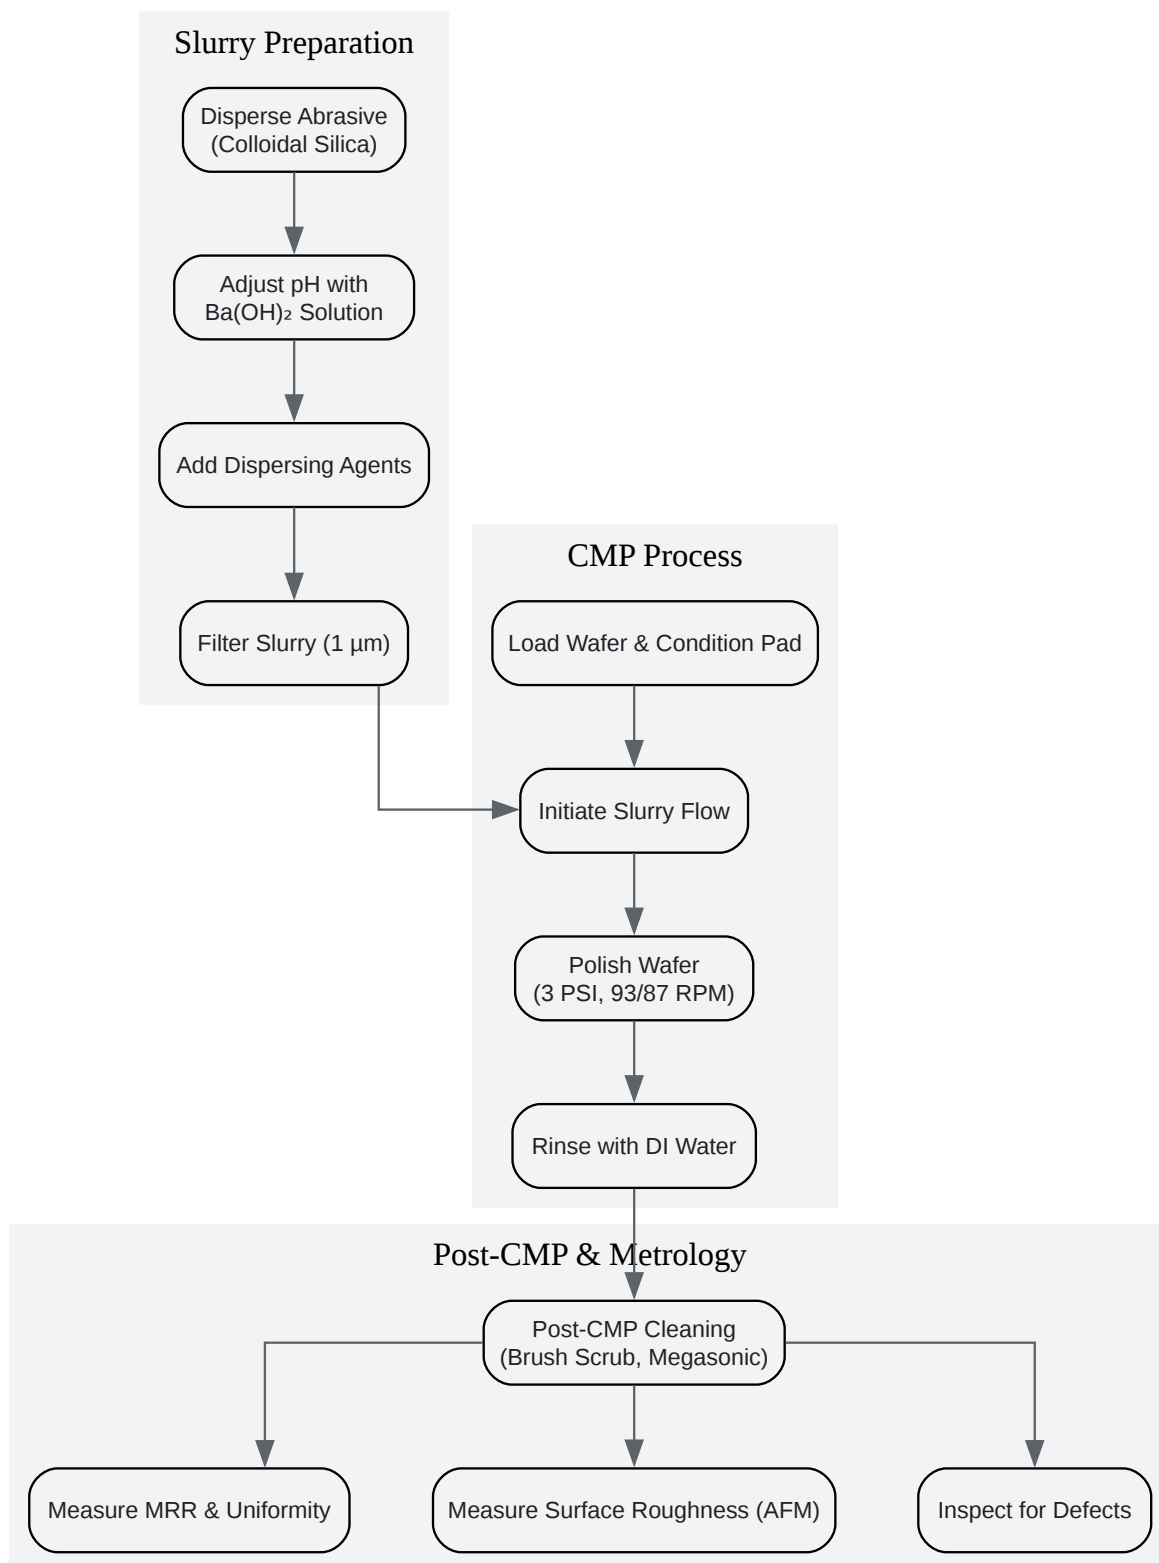 Slurry Preparation
Disperse Abrasive
(Colloidal Silica)
Adjust pH with
Ba(OH)₂ Solution
Add Dispersing Agents
Filter Slurry (1 µm)
CMP Process
Load Wafer & Condition Pad
Initiate Slurry Flow
Polish Wafer
(3 PSI, 93/87 RPM)
Rinse with DI Water
Post-CMP & Metrology
Post-CMP Cleaning
(Brush Scrub, Megasonic)
Measure MRR & Uniformity
Measure Surface Roughness (AFM)
Inspect for Defects